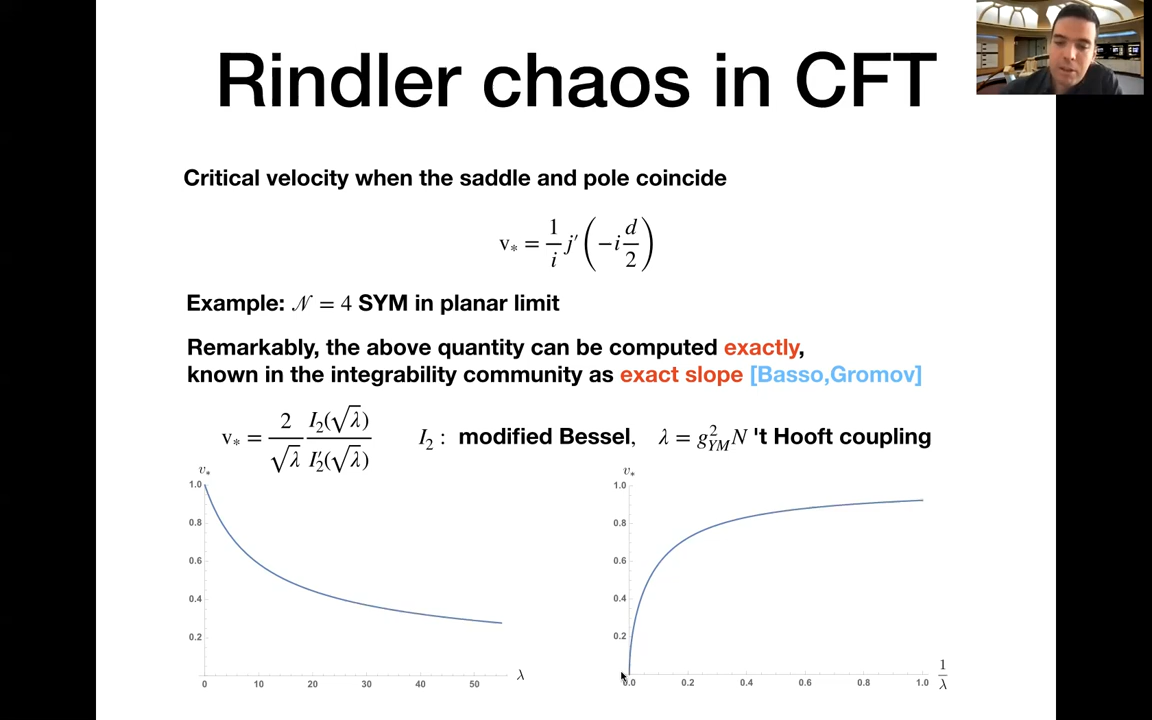 Rindler chaos in CFT
Critical velocity when the saddle and pole coincide
v* = 1/i j′(−i d/2)
Example: 𝒩 = 4 SYM in planar limit
Remarkably, the above quantity can be computed exactly,
known in the integrability community as exact slope [Basso,Gromov]
v* = 2/√λ I₂(√λ)/I₂′(√λ) I₂ : modified Bessel, λ = g²_YM N 't Hooft coupling
v*
1.0
0.8
0.6
0.4
0.2
0 10 20 30 40 50 λ
v*
1.0
0.8
0.6
0.4
0.2
0.0 0.2 0.4 0.6 0.8 1.0 1/λ